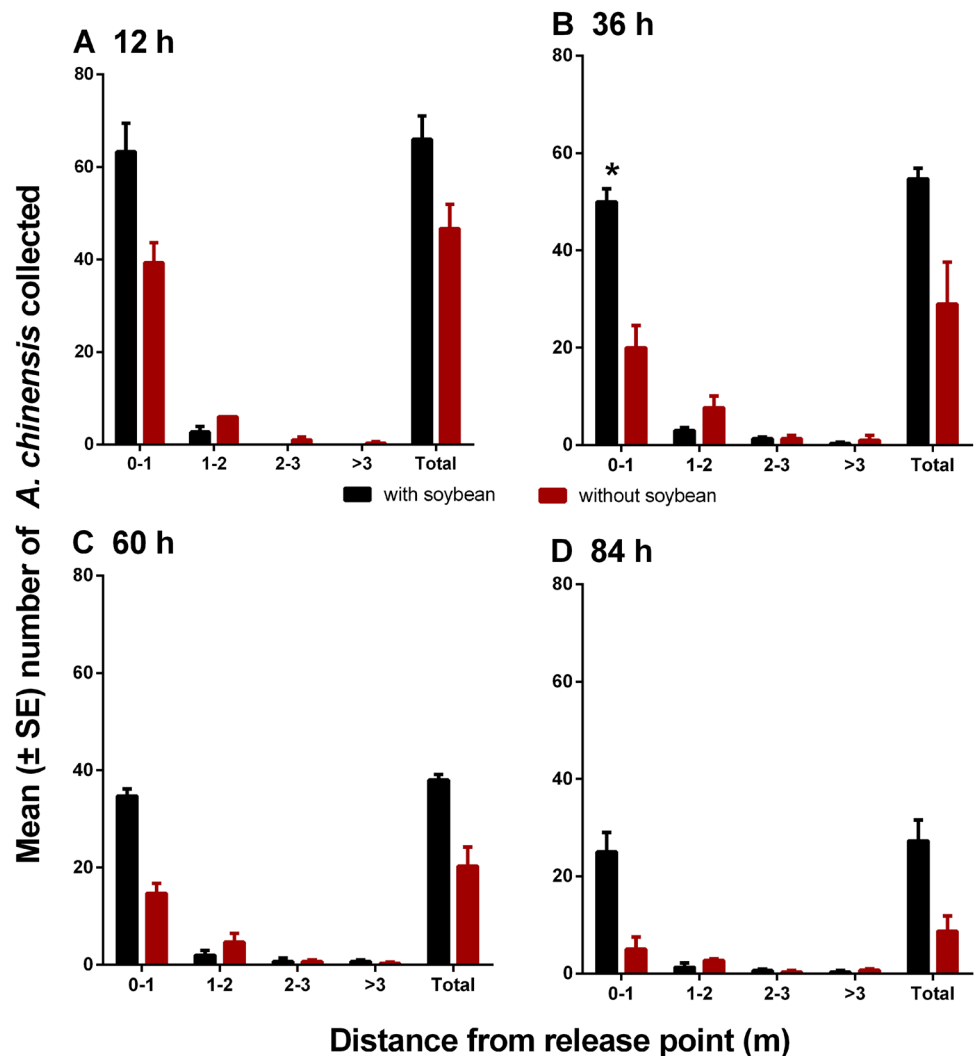 A 12 h
B 36 h
80
60
40
20
0
0-1 1-2 2-3 >3 Total
80
60
40
20
0
*
0-1 1-2 2-3 >3 Total
with soybean without soybean
C 60 h
D 84 h
80
60
40
20
0
0-1 1-2 2-3 >3 Total
80
60
40
20
0
0-1 1-2 2-3 >3 Total
Mean (± SE) number of A. chinensis collected
Distance from release point (m)